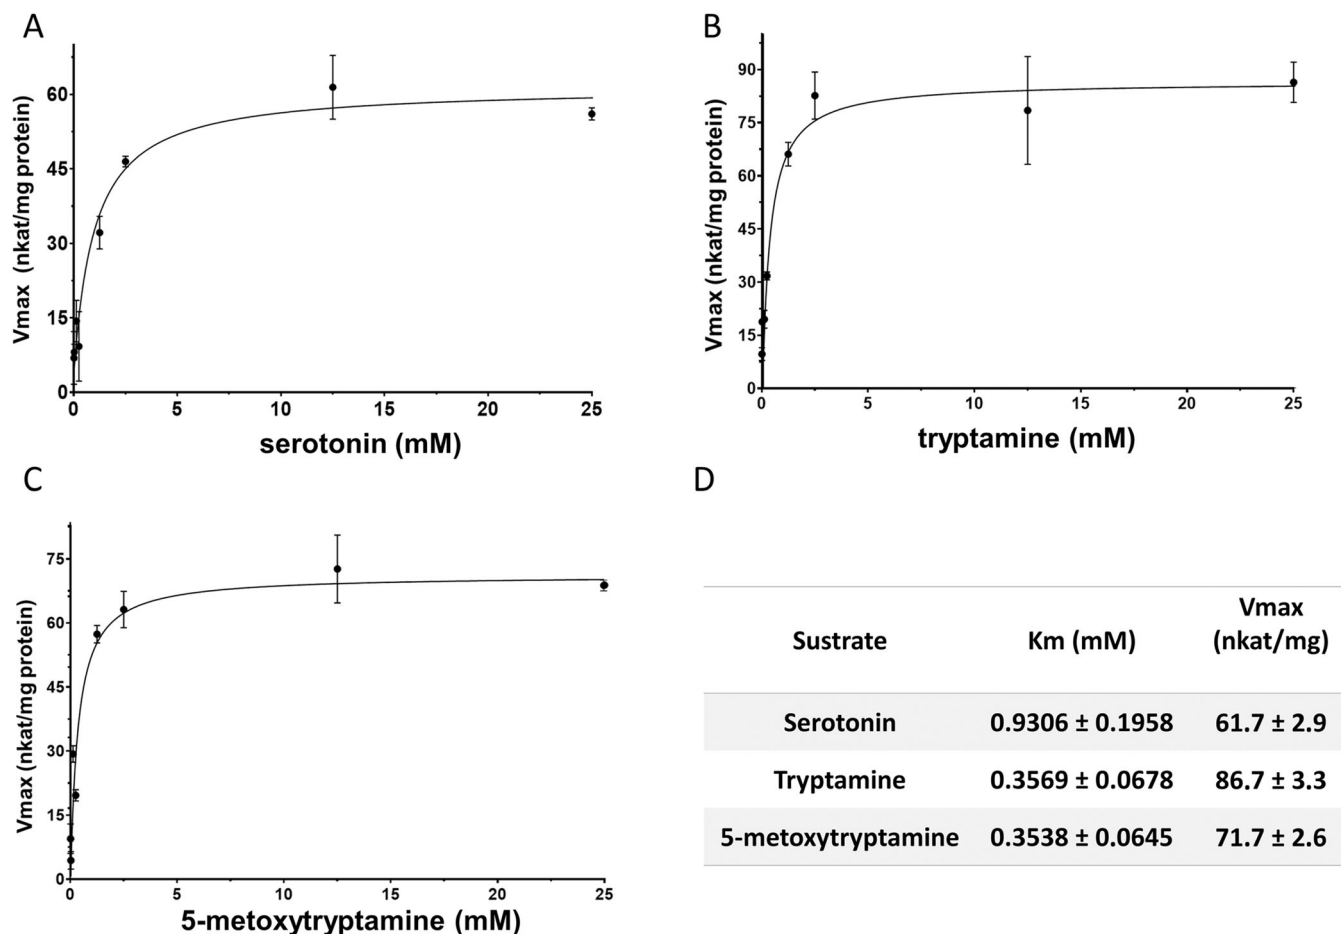 A
Vmax (nkat/mg protein)
60
45
30
15
0
0 5 10 15 20 25
serotonin (mM)
B
Vmax (nkat/mg protein)
90
75
60
45
30
15
0
0 5 10 15 20 25
tryptamine (mM)
C
Vmax (nkat/mg protein)
75
60
45
30
15
0
0 5 10 15 20 25
5-metoxytryptamine (mM)
D
Sustrate Km (mM) Vmax
(nkat/mg)
Serotonin 0.9306 ± 0.1958 61.7 ± 2.9
Tryptamine 0.3569 ± 0.0678 86.7 ± 3.3
5-metoxytryptamine 0.3538 ± 0.0645 71.7 ± 2.6